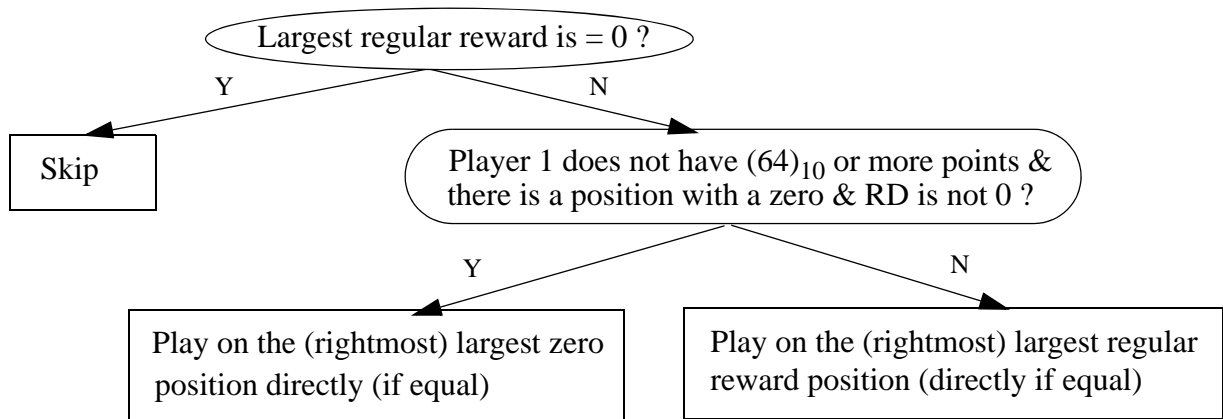 Largest regular reward is = 0 ?
Y
N
Skip
Player 1 does not have (64)10 or more points &
there is a position with a zero & RD is not 0 ?
Y
N
Play on the (rightmost) largest zero
position directly (if equal)
Play on the (rightmost) largest regular
reward position (directly if equal)